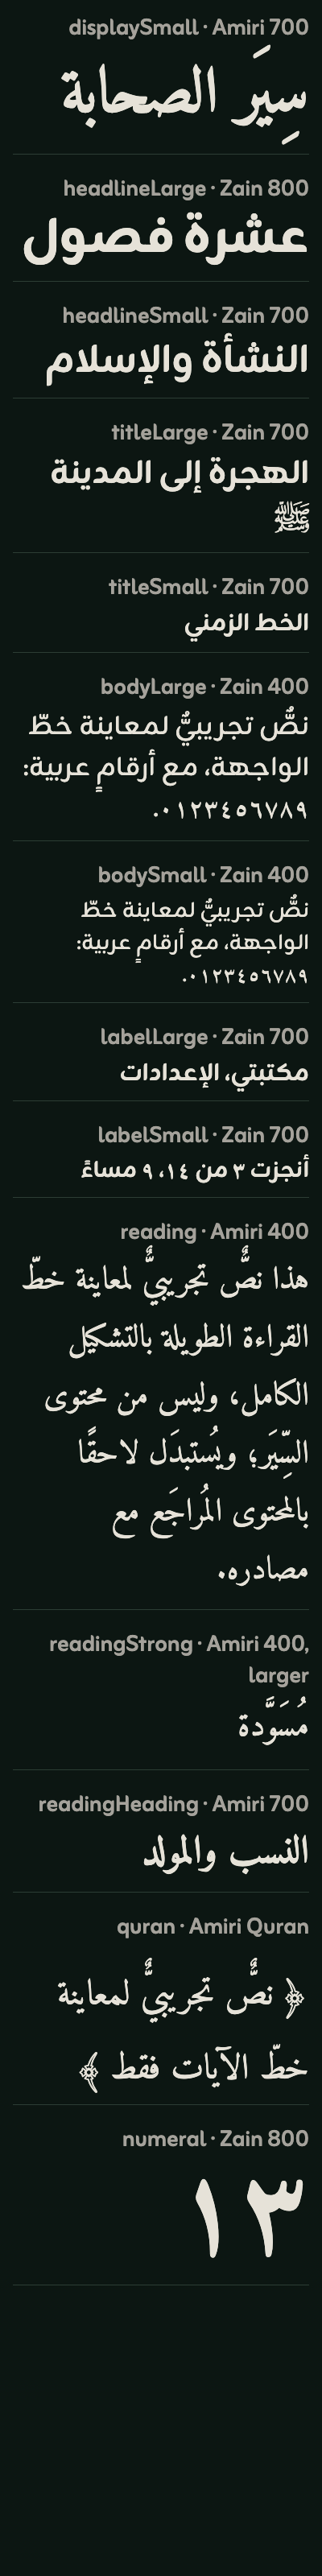 displaySmall · Amiri 700
سِيَر الصحابة
headlineLarge · Zain 800
عشرة فصول
headlineSmall · Zain 700
النشأة والإسلام
titleLarge · Zain 700
الهجرة إلى المدينة
ﷺ
titleSmall · Zain 700
الخط الزمني
bodyLarge · Zain 400
نصٌّ تجريبيٌّ لمعاينة خطّ
الواجهة، مع أرقامٍ عربية:
٠١٢٣٤٥٦٧٨٩.
bodySmall · Zain 400
نصٌّ تجريبيٌّ لمعاينة خطّ
الواجهة، مع أرقامٍ عربية:
٠١٢٣٤٥٦٧٨٩.
labelLarge · Zain 700
مكتبتي، الإعدادات
labelSmall · Zain 700
أنجزت ٣ من ١٤، ٩ مساءً
reading · Amiri 400
هذا نصٌّ تجريبيٌّ لمعاينة خطّ
القراءة الطويلة بالتشكيل
الكامل، وليس من محتوى
السِّيَر؛ ويُستبدَل لاحقًا
بالمحتوى المُراجَع مع
مصادره.
readingStrong · Amiri 400,
larger
مُسَوَّدة
readingHeading · Amiri 700
النسب والمولد
quran · Amiri Quran
﴿ نصٌّ تجريبيٌّ لمعاينة
خطّ الآيات فقط ﴾
numeral · Zain 800
١٣